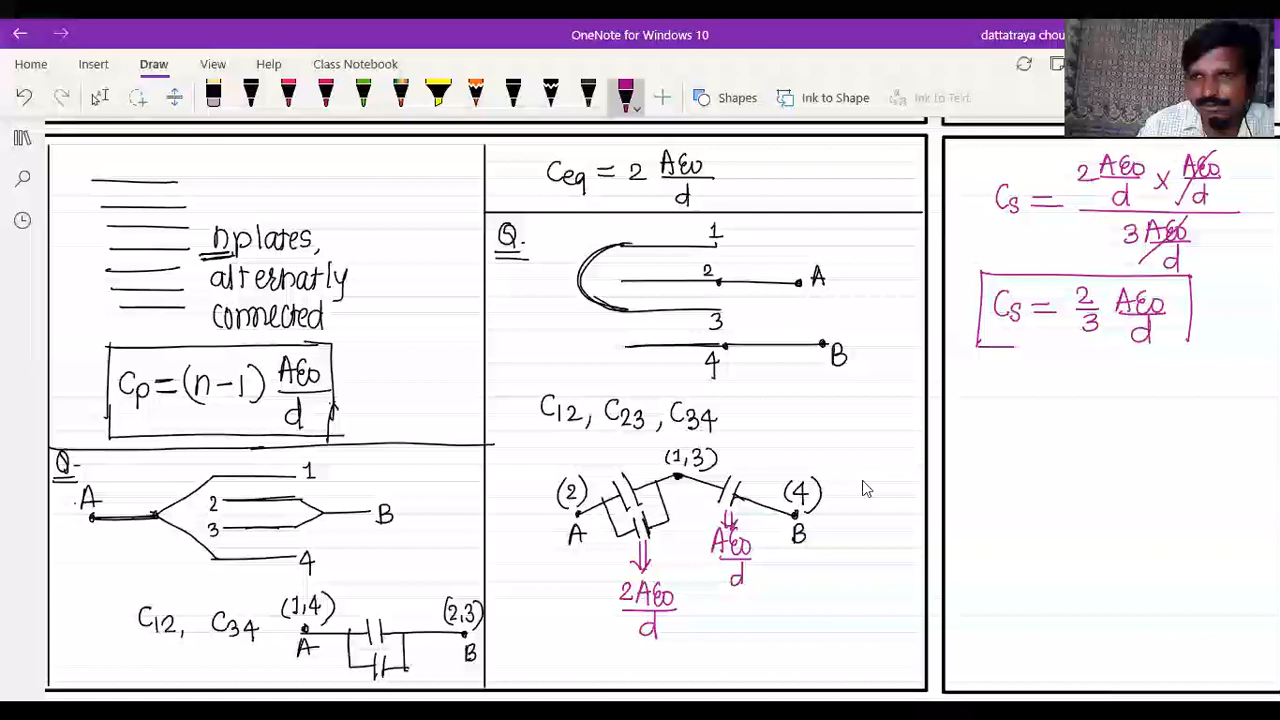 OneNote for Windows 10
dattatraya chou
Home Insert Draw View Help Class Notebook
Shapes Ink to Shape Ink to Text
n plates,
alternatly
connected
Cp = (n-1) Aε0/d
Q.
A
1
2
3
4
B
C12, C34
(1,4) (2,3)
A B
Ceq = 2 Aε0/d
Q.
1
2 A
3
4 B
C12, C23, C34
(1,3)
(2) (4)
A B
2Aε0/d
Aε0/d
Cs = 2 Aε0/d × Aε0/d
3 Aε0/d
Cs = 2/3 Aε0/d